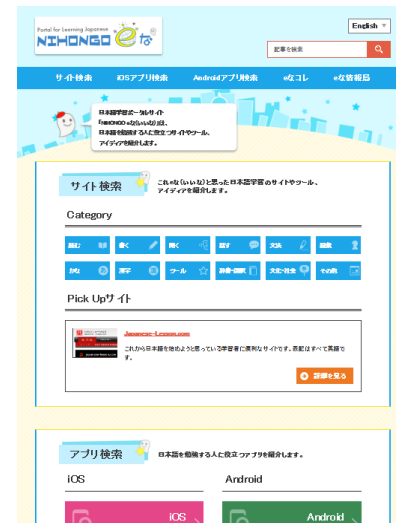 Portal for Learning Japanese
NIHONGO eな
English ▼
記事を検索
サイト検索 iOSアプリ検索 Androidアプリ検索 eなコレ eな情報局
日本語学習ポータルサイト
「NIHONGO eな(いいな)」は、
日本語を勉強する人に役立つサイトやツール、
アイディアを紹介します。
サイト検索
これeな(いいな)と思った日本語学習のサイトやツール、
アイディアを紹介します。
Category
読む 書く 聞く 話す 文法 語彙
かな 漢字 ツール 辞書・翻訳 文化・社会 その他
Pick Upサイト
Japanese-Lesson.com
これから日本語を始めようと思っている学習者に便利なサイトです。表記はすべて英語です。
詳細を見る
アプリ検索
日本語を勉強する人に役立つアプリを紹介します。
iOS Android
iOS Android